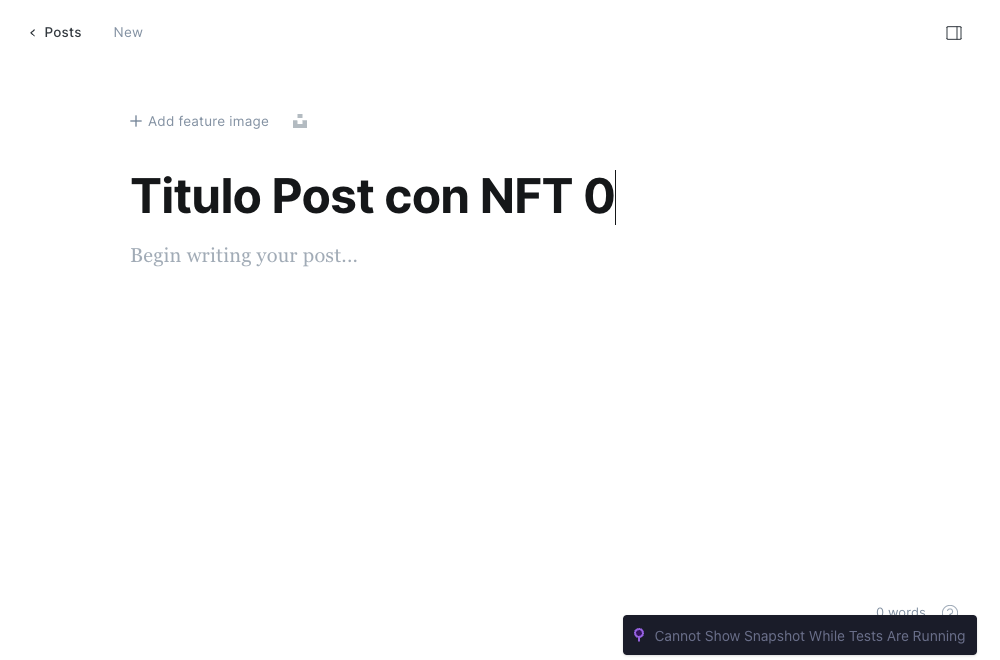 Posts New
Add feature image
Titulo Post con NFT 0
Begin writing your post...
0 words ?
Cannot Show Snapshot While Tests Are Running